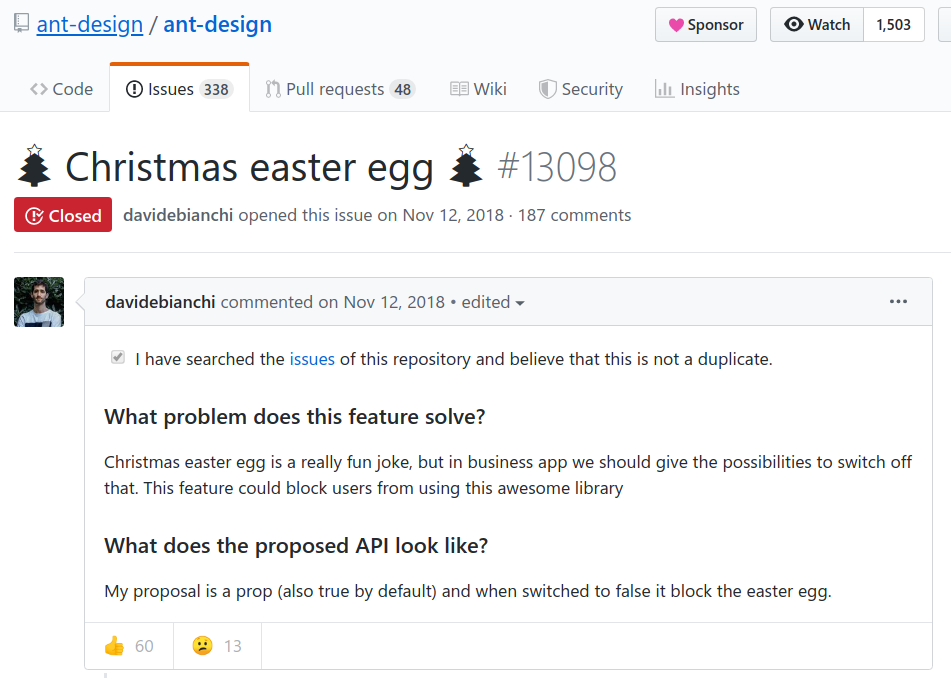 ant-design / ant-design
Sponsor
Watch 1,503
Code
Issues 338
Pull requests 48
Wiki
Security
Insights
🎄 Christmas easter egg 🎄 #13098
Closed
davidebianchi opened this issue on Nov 12, 2018 · 187 comments
davidebianchi commented on Nov 12, 2018 • edited
I have searched the issues of this repository and believe that this is not a duplicate.
What problem does this feature solve?
Christmas easter egg is a really fun joke, but in business app we should give the possibilities to switch off
that. This feature could block users from using this awesome library
What does the proposed API look like?
My proposal is a prop (also true by default) and when switched to false it block the easter egg.
👍 60
😕 13